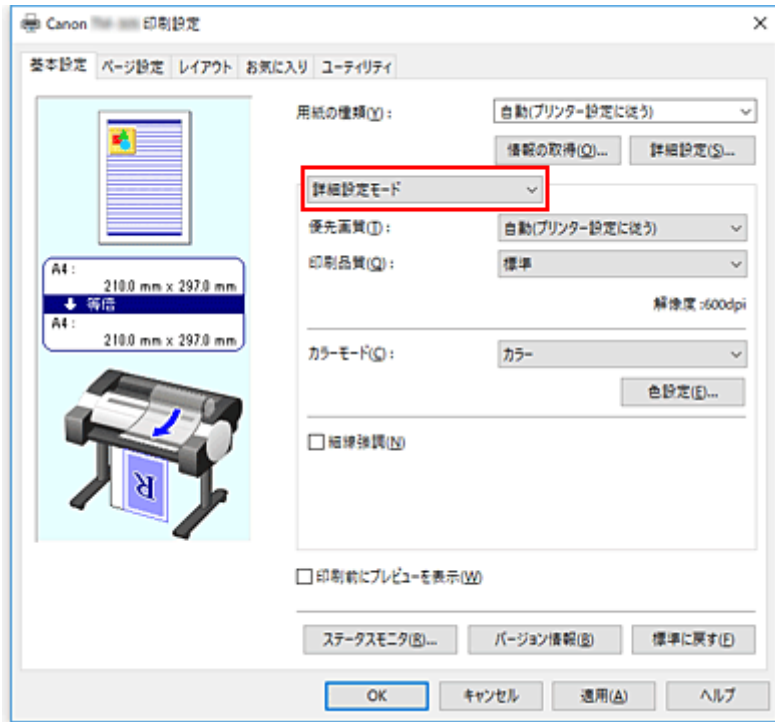 Canon 印刷設定
基本設定 ページ設定 レイアウト お気に入り ユーティリティ
用紙の種類(Y): 自動(プリンター設定に従う)
情報の取得(O)... 詳細設定(S)...
詳細設定モード
優先画質(T): 自動(プリンター設定に従う)
印刷品質(Q): 標準
解像度:600dpi
A4:
210.0 mm x 297.0 mm
等倍
A4:
210.0 mm x 297.0 mm
カラーモード(C): カラー
色設定(E)...
細線強調(N)
R
印刷前にプレビューを表示(W)
ステータスモニタ(R)... バージョン情報(B) 標準に戻す(F)
OK キャンセル 適用(A) ヘルプ